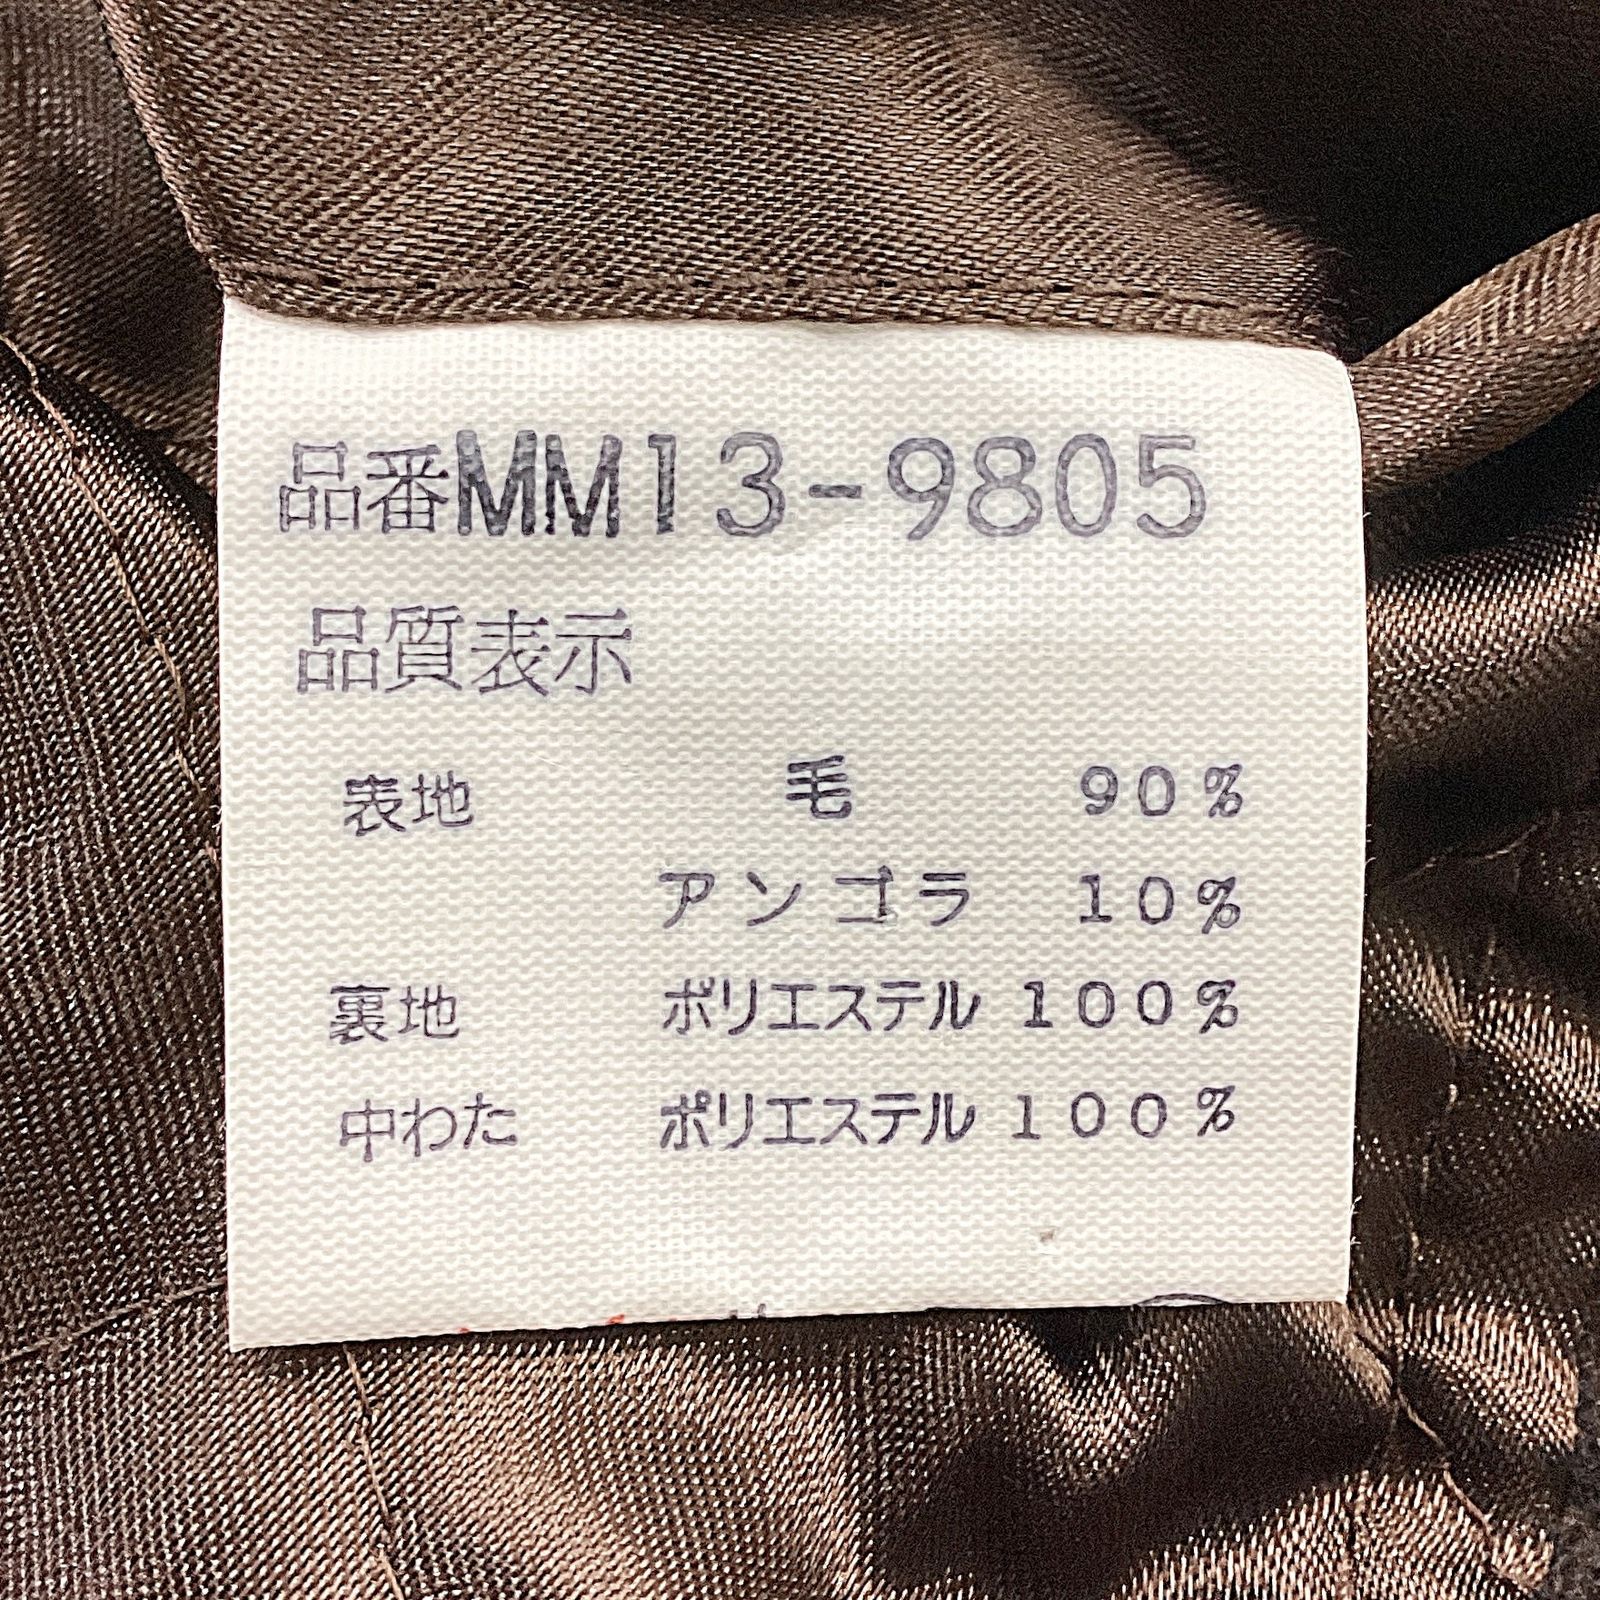 品番MM13-9805
品質表示
表地 毛 90%
アンゴラ 10%
裏地 ポリエステル 100%
中わた ポリエステル 100%